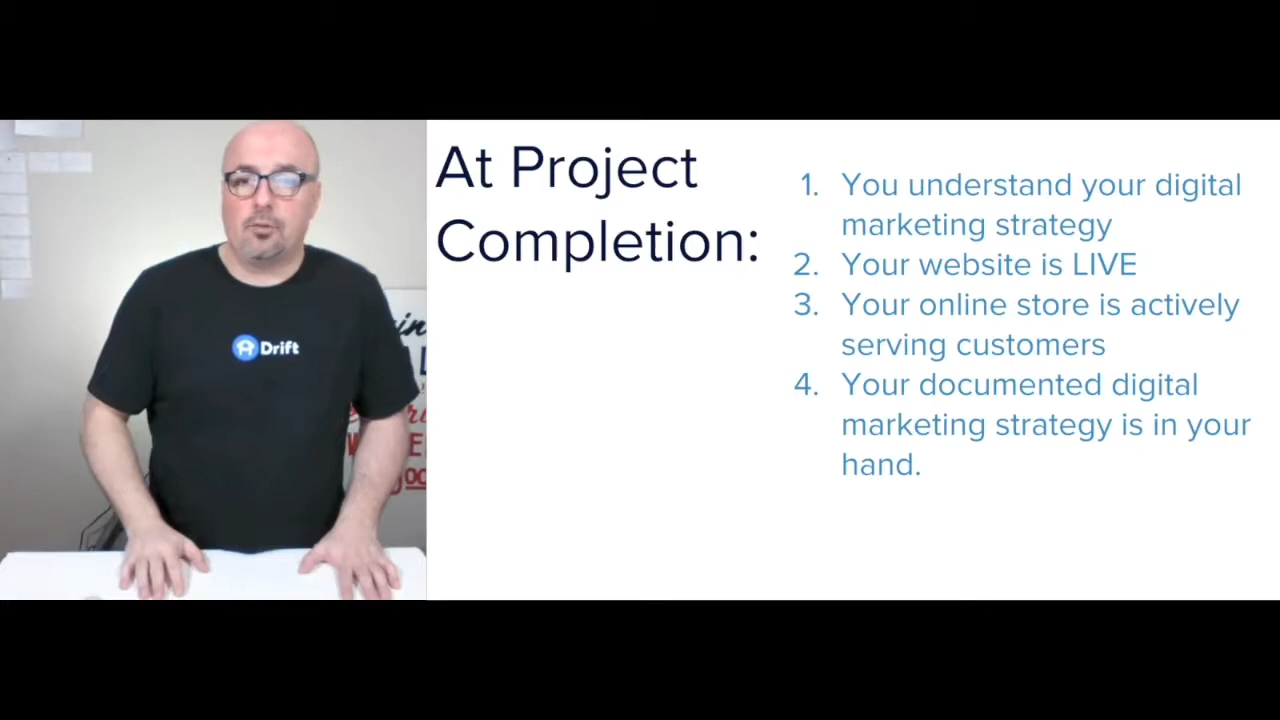 Drift
At Project
Completion:
1. You understand your digital
marketing strategy
2. Your website is LIVE
3. Your online store is actively
serving customers
4. Your documented digital
marketing strategy is in your
hand.